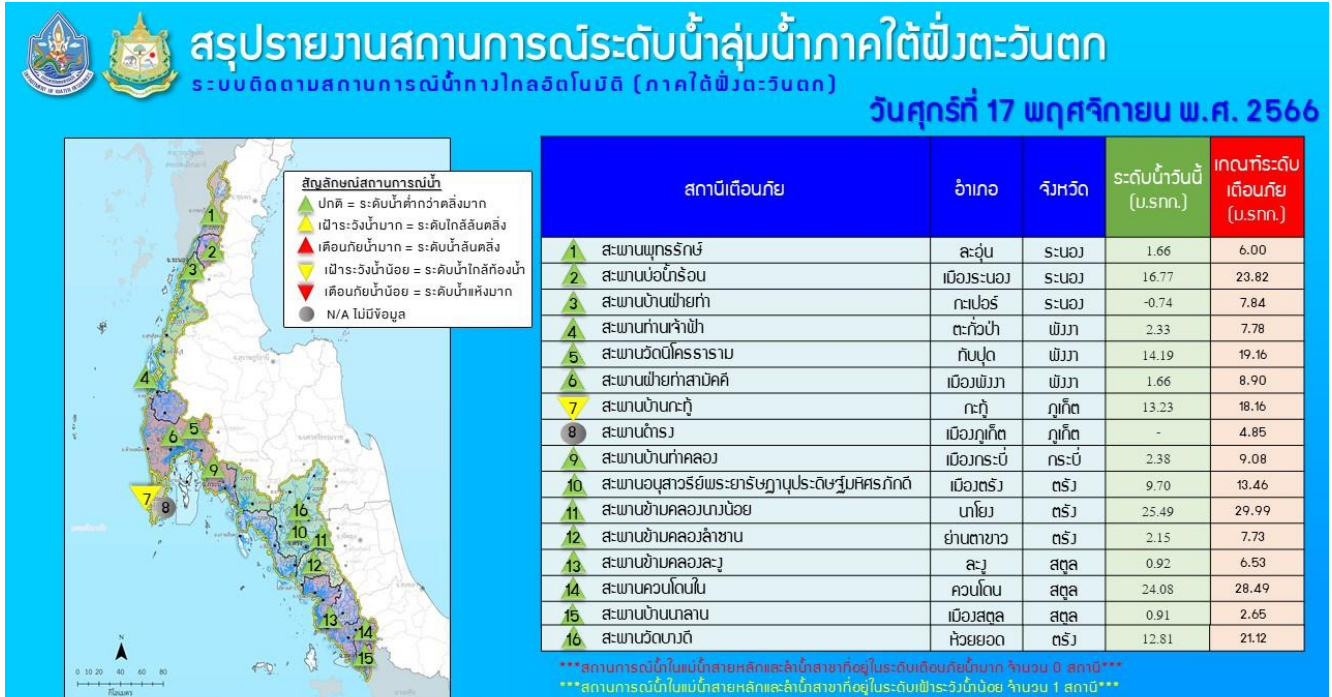 สรุปรายงานสถานการณ์ระดับน้ำลุ่มน้ำภาคใต้ฝั่งตะวันตก
ระบบติดตามสถานการณ์น้ำทางไกลอัตโนมัติ (ภาคใต้ฝั่งตะวันตก)
วันศุกร์ที่ 17 พฤศจิกายน พ.ศ. 2566
สัญลักษณ์สถานการณ์น้ำ
ปกติ = ระดับน้ำต่ำกว่าตลิ่งมาก
เฝ้าระวังน้ำมาก = ระดับใกล้ล้นตลิ่ง
เตือนภัยน้ำมาก = ระดับน้ำล้นตลิ่ง
เฝ้าระวังน้ำน้อย = ระดับน้ำใกล้ท้องน้ำ
เตือนภัยน้ำน้อย = ระดับน้ำแห้งมาก
N/A ไม่มีข้อมูล
1
2
3
4
5
6
9
7
8
16
10
11
12
13
14
15
N
0 10 20 40 60 80
กิโลเมตร
สถานีเตือนภัย อำเภอ จังหวัด ระดับน้ำวันนี้ (ม.รทก.) เกณฑ์ระดับเตือนภัย (ม.รทก.)
1 สะพานพุทธรักษ์ ละอุ่น ระนอง 1.66 6.00
2 สะพานบ่อน้ำร้อน เมืองระนอง ระนอง 16.77 23.82
3 สะพานบ้านฝ่ายท่า กะเปอร์ ระนอง -0.74 7.84
4 สะพานท่านเจ้าฟ้า ตะกั่วป่า พังงา 2.33 7.78
5 สะพานวัดนิโครธาราม ทับปุด พังงา 14.19 19.16
6 สะพานฝ่ายท่าสามัคคี เมืองพังงา พังงา 1.66 8.90
7 สะพานบ้านกะทู้ กะทู้ ภูเก็ต 13.23 18.16
8 สะพานดำรง เมืองภูเก็ต ภูเก็ต - 4.85
9 สะพานบ้านท่าคลอง เมืองกระบี่ กระบี่ 2.38 9.08
10 สะพานอนุสาวรีย์พระยารัษฎานุประดิษฐ์มหิศรภักดี เมืองตรัง ตรัง 9.70 13.46
11 สะพานข้ามคลองนางน้อย นาโยง ตรัง 25.49 29.99
12 สะพานข้ามคลองลำชาน ย่านตาขาว ตรัง 2.15 7.73
13 สะพานข้ามคลองละงู ละงู สตูล 0.92 6.53
14 สะพานควนโดนใน ควนโดน สตูล 24.08 28.49
15 สะพานบ้านนาลาน เมืองสตูล สตูล 0.91 2.65
16 สะพานวัดบางดี ห้วยยอด ตรัง 12.81 21.12
***สถานการณ์น้ำในแม่น้ำสายหลักและลำน้ำสาขาที่อยู่ในระดับเตือนภัยน้ำมาก จำนวน 0 สถานี***
***สถานการณ์น้ำในแม่น้ำสายหลักและลำน้ำสาขาที่อยู่ในระดับเฝ้าระวังน้ำน้อย จำนวน 1 สถานี***